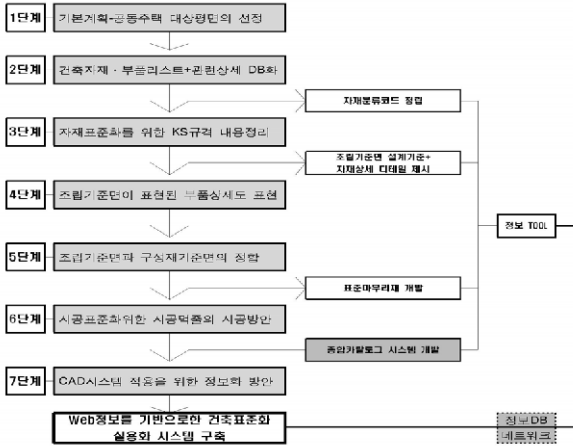 1단계
기본계획-공동주택 대상평면의 선정
2단계
건축자재·부품리스트+관련상세 DB화
자재분류코드 정립
3단계
자재표준화를 위한 KS규격 내용정리
조립기준면 설계기준+
자재상세 디테일 제시
4단계
조립기준면이 표현된 부품상세도 표현
정보 TOOL
5단계
조립기준면과 구성재기준면의 정합
표준마무리재 개발
6단계
시공표준화위한 시공덕품의 시공방안
종합카탈로그 시스템 개발
7단계
CAD시스템 적용을 위한 정보화 방안
Web정보를 기반으로한 건축표준화
실용화 시스템 구축
정보DB
네트워크